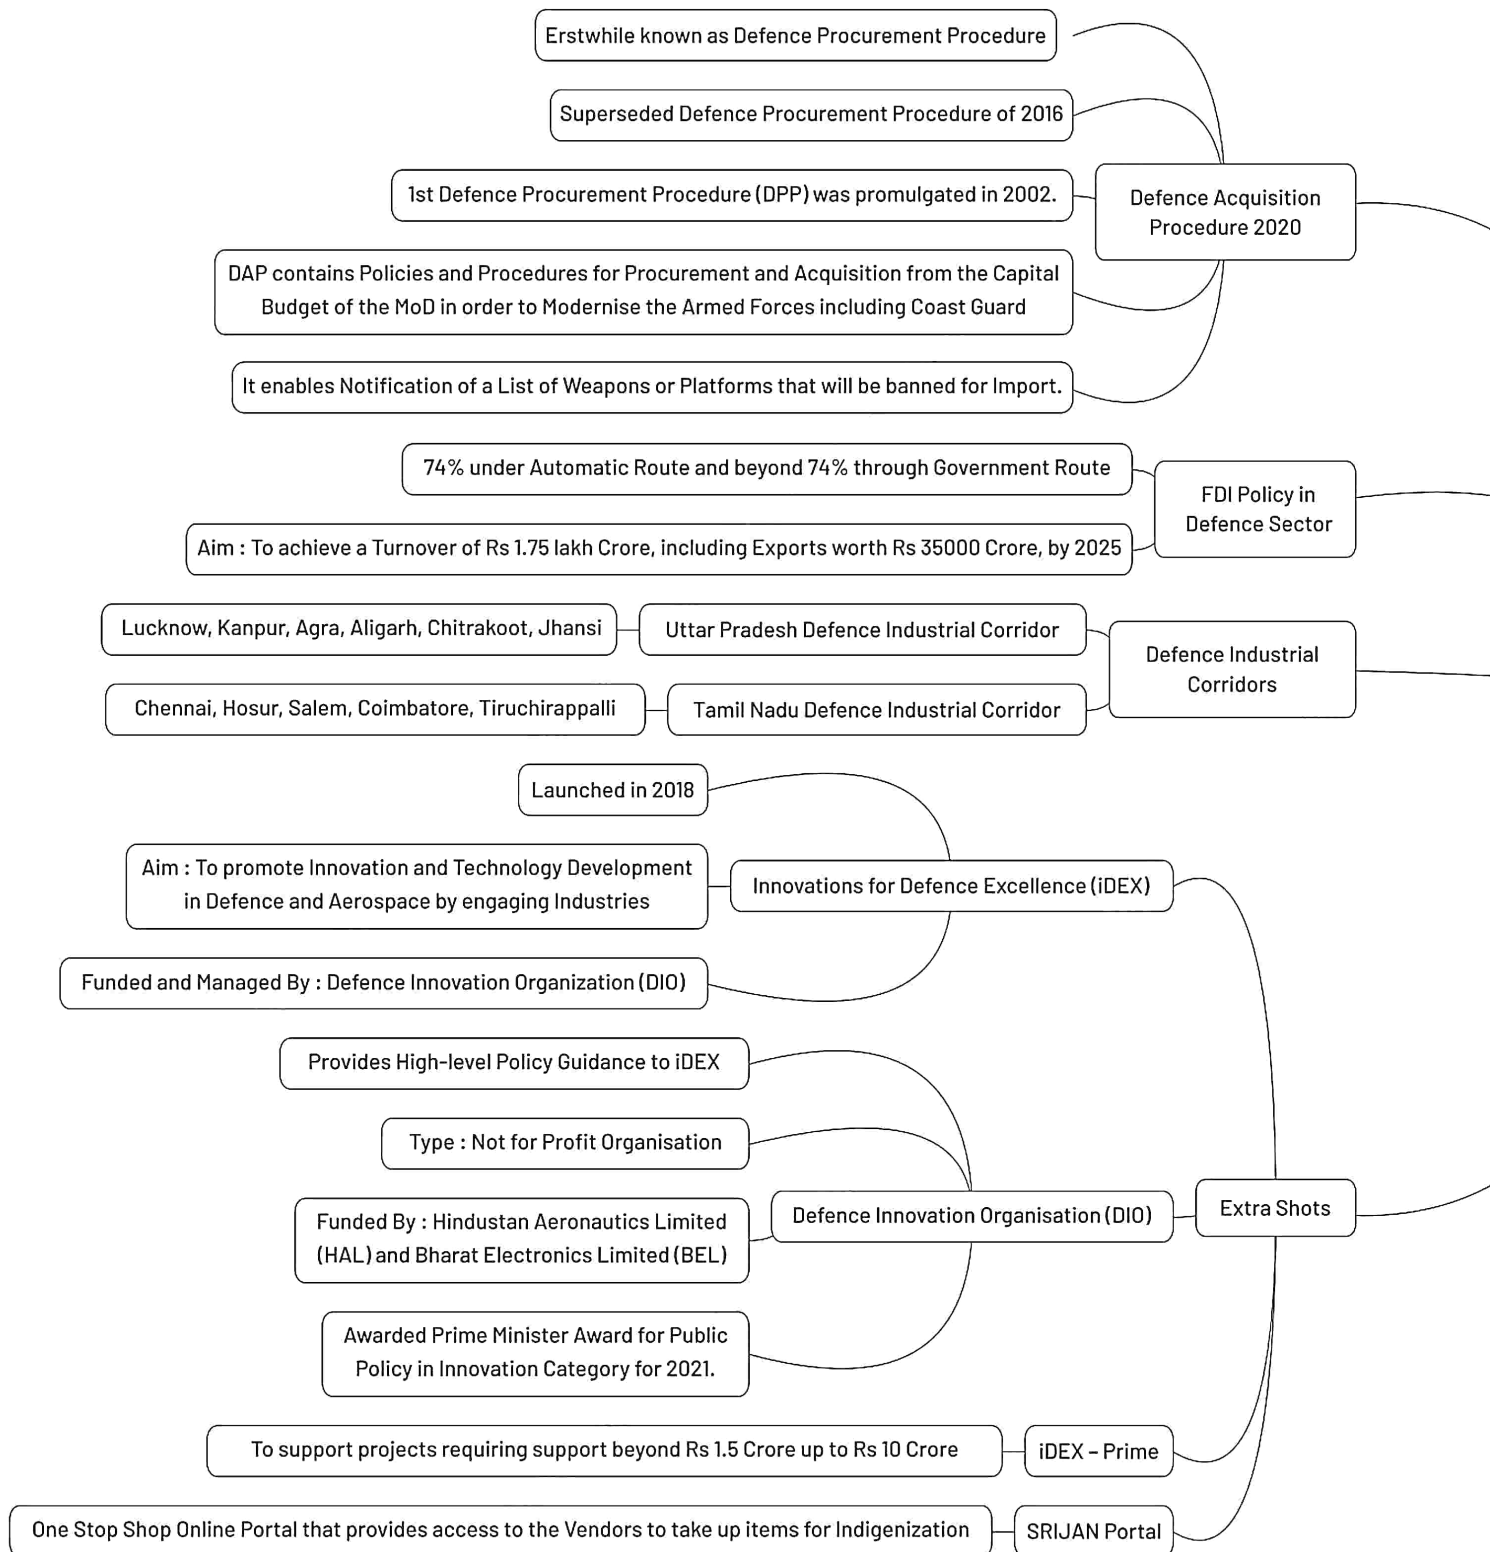 Erstwhile known as Defence Procurement Procedure
Superseded Defence Procurement Procedure of 2016
1st Defence Procurement Procedure (DPP) was promulgated in 2002.
Defence Acquisition
Procedure 2020
DAP contains Policies and Procedures for Procurement and Acquisition from the Capital
Budget of the MoD in order to Modernise the Armed Forces including Coast Guard
It enables Notification of a List of Weapons or Platforms that will be banned for Import.
74% under Automatic Route and beyond 74% through Government Route
FDI Policy in
Defence Sector
Aim : To achieve a Turnover of Rs 1.75 lakh Crore, including Exports worth Rs 35000 Crore, by 2025
Lucknow, Kanpur, Agra, Aligarh, Chitrakoot, Jhansi
Uttar Pradesh Defence Industrial Corridor
Defence Industrial
Corridors
Chennai, Hosur, Salem, Coimbatore, Tiruchirappalli
Tamil Nadu Defence Industrial Corridor
Launched in 2018
Aim : To promote Innovation and Technology Development
in Defence and Aerospace by engaging Industries
Innovations for Defence Excellence (iDEX)
Funded and Managed By : Defence Innovation Organization (DIO)
Provides High-level Policy Guidance to iDEX
Type : Not for Profit Organisation
Funded By : Hindustan Aeronautics Limited
(HAL) and Bharat Electronics Limited (BEL)
Defence Innovation Organisation (DIO)
Extra Shots
Awarded Prime Minister Award for Public
Policy in Innovation Category for 2021.
To support projects requiring support beyond Rs 1.5 Crore up to Rs 10 Crore
iDEX – Prime
One Stop Shop Online Portal that provides access to the Vendors to take up items for Indigenization
SRIJAN Portal